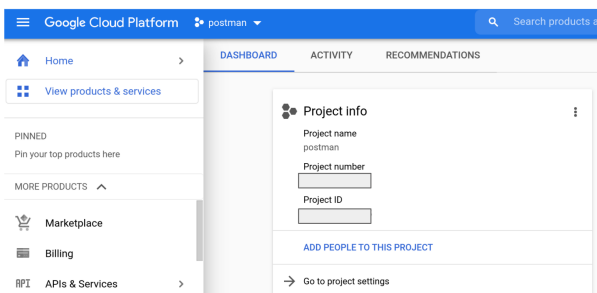 Google Cloud Platform
postman
Search products a
Home
View products & services
PINNED
Pin your top products here
MORE PRODUCTS
Marketplace
Billing
API APIs & Services
DASHBOARD ACTIVITY RECOMMENDATIONS
Project info
Project name
postman
Project number
Project ID
ADD PEOPLE TO THIS PROJECT
Go to project settings